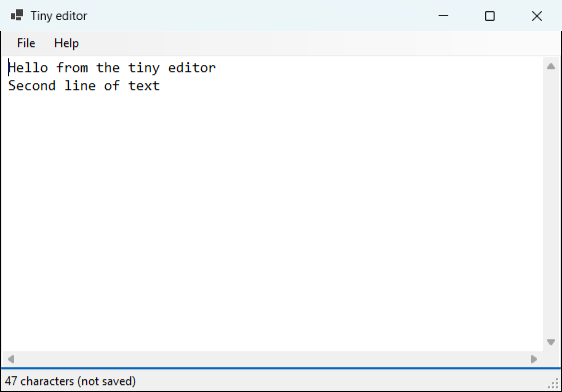 Tiny editor
File Help
Hello from the tiny editor
Second line of text
47 characters (not saved)